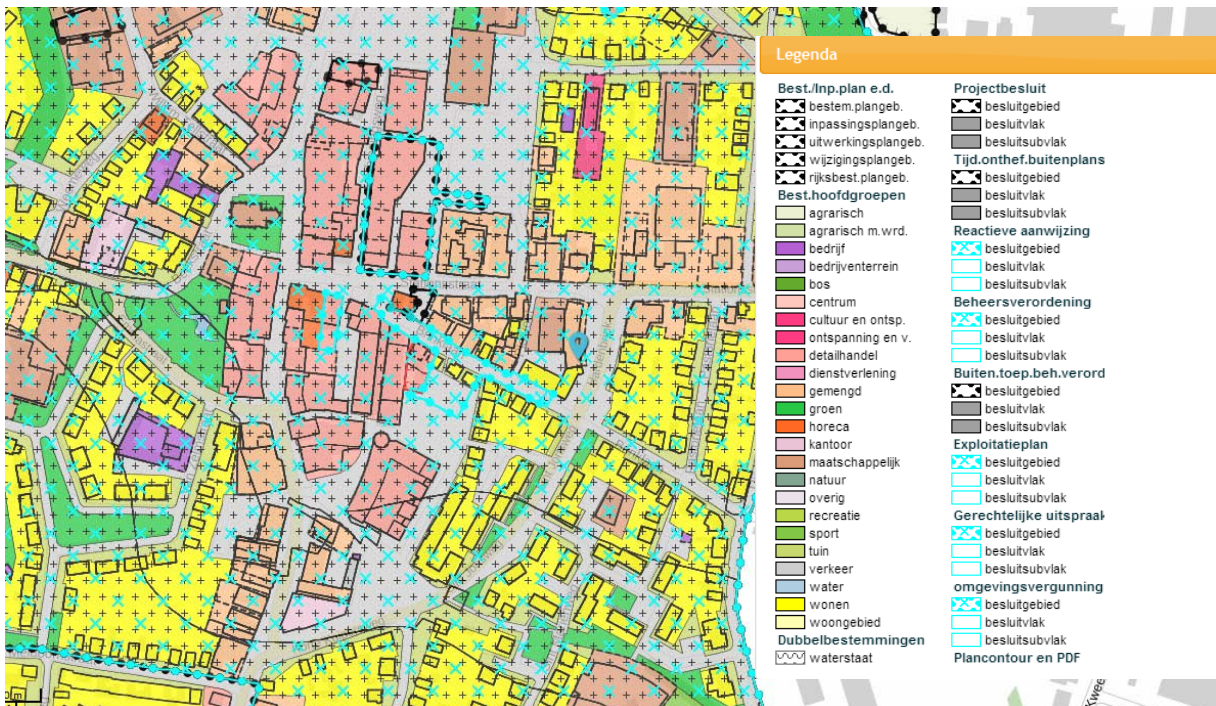 Legenda
Best./Inp.plan e.d.
bestem.plangeb.
inpassingsplangeb.
uitwerkingsplangeb.
wijzigingsplangeb.
rijksbest.plangeb.
Best.hoofdgroepen
agrarisch
agrarisch m.wrd.
bedrijf
bedrijventerrein
bos
centrum
cultuur en ontsp.
ontspanning en v.
detailhandel
dienstverlening
gemengd
groen
horeca
kantoor
maatschappelijk
natuur
overig
recreatie
sport
tuin
verkeer
water
wonen
woongebied
Dubbelbestemmingen
waterstaat
Projectbesluit
besluitgebied
besluitvlak
besluitsubvlak
Tijd.onthef.buitenplans
besluitgebied
besluitvlak
besluitsubvlak
Reactieve aanwijzing
besluitgebied
besluitvlak
besluitsubvlak
Beheersverordening
besluitgebied
besluitvlak
besluitsubvlak
Buiten.toep.beh.verord
besluitgebied
besluitvlak
besluitsubvlak
Exploitatieplan
besluitgebied
besluitvlak
besluitsubvlak
Gerechtelijke uitspraak
besluitgebied
besluitvlak
besluitsubvlak
omgevingsvergunning
besluitgebied
besluitvlak
besluitsubvlak
Plancontour en PDF
Kwee